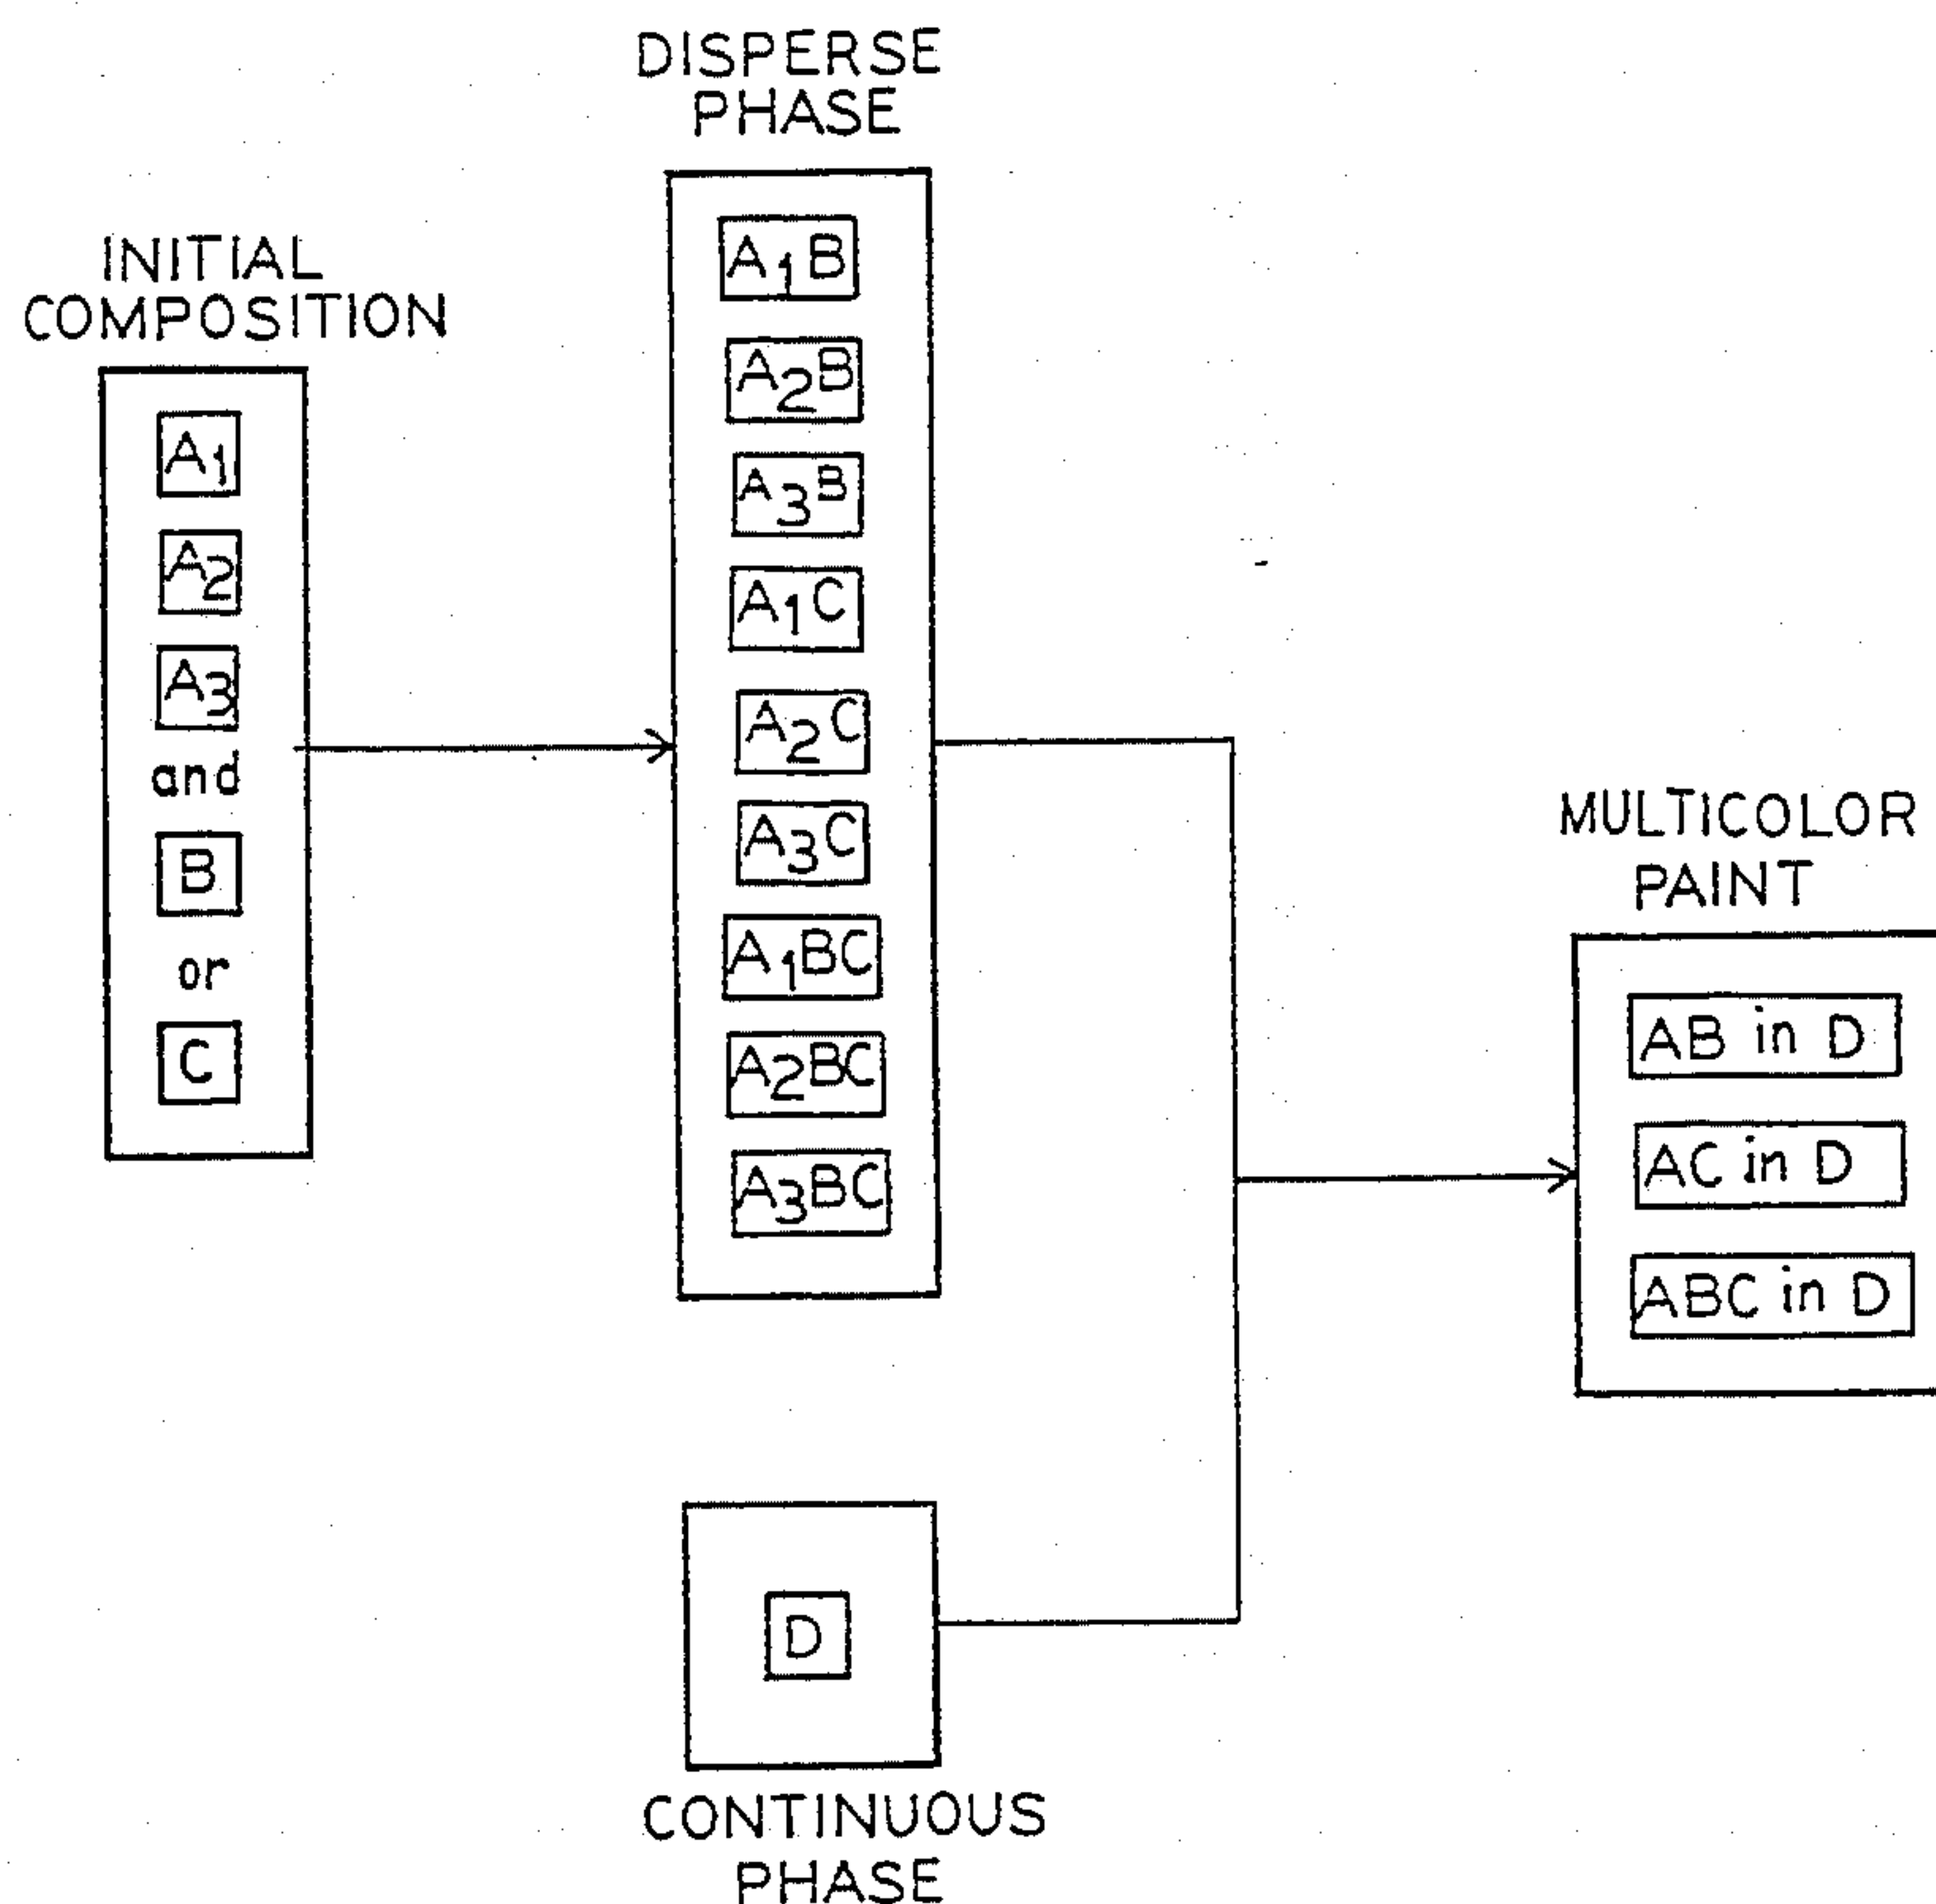 INITIAL
COMPOSITION
A1
A2
A3
and
B
or
C
DISPERSE
PHASE
A1B
A2B
A3B
A1C
A2C
A3C
A1BC
A2BC
A3BC
D
CONTINUOUS
PHASE
MULTICOLOR
PAINT
AB in D
AC in D
ABC in D